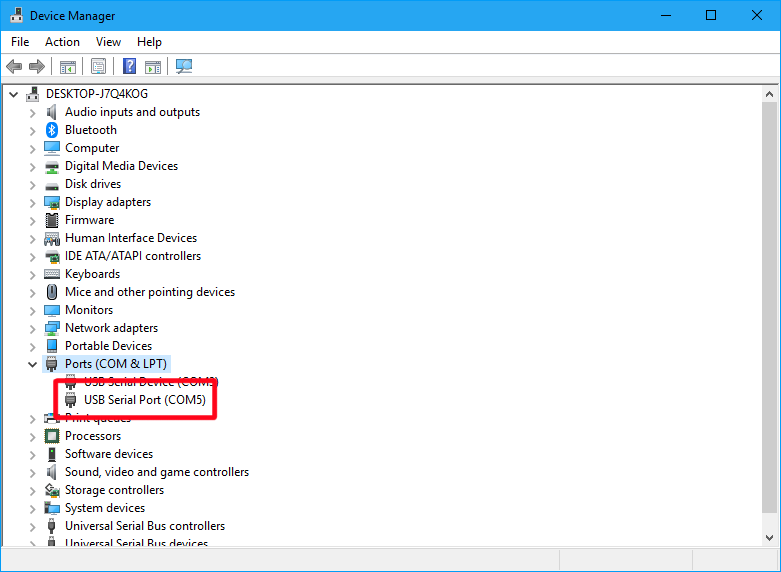 Device Manager
File Action View Help
DESKTOP-J7Q4KOG
Audio inputs and outputs
Bluetooth
Computer
Digital Media Devices
Disk drives
Display adapters
Firmware
Human Interface Devices
IDE ATA/ATAPI controllers
Keyboards
Mice and other pointing devices
Monitors
Network adapters
Portable Devices
Ports (COM & LPT)
USB Serial Device (COM3)
USB Serial Port (COM5)
Print queues
Processors
Software devices
Sound, video and game controllers
Storage controllers
System devices
Universal Serial Bus controllers
Universal Serial Bus devices